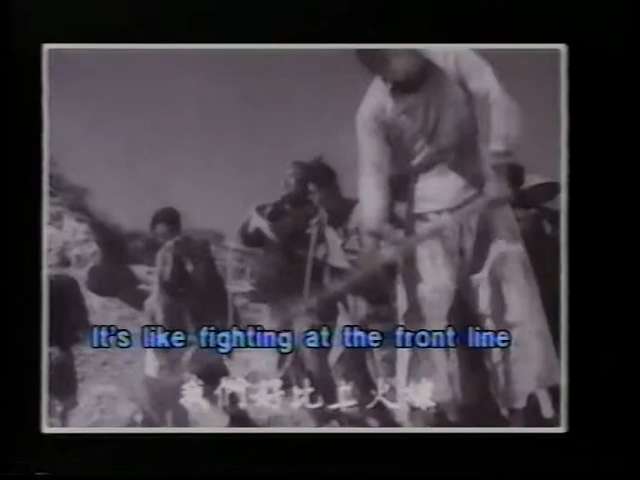 It's like fighting at the front line
我們好比上火線